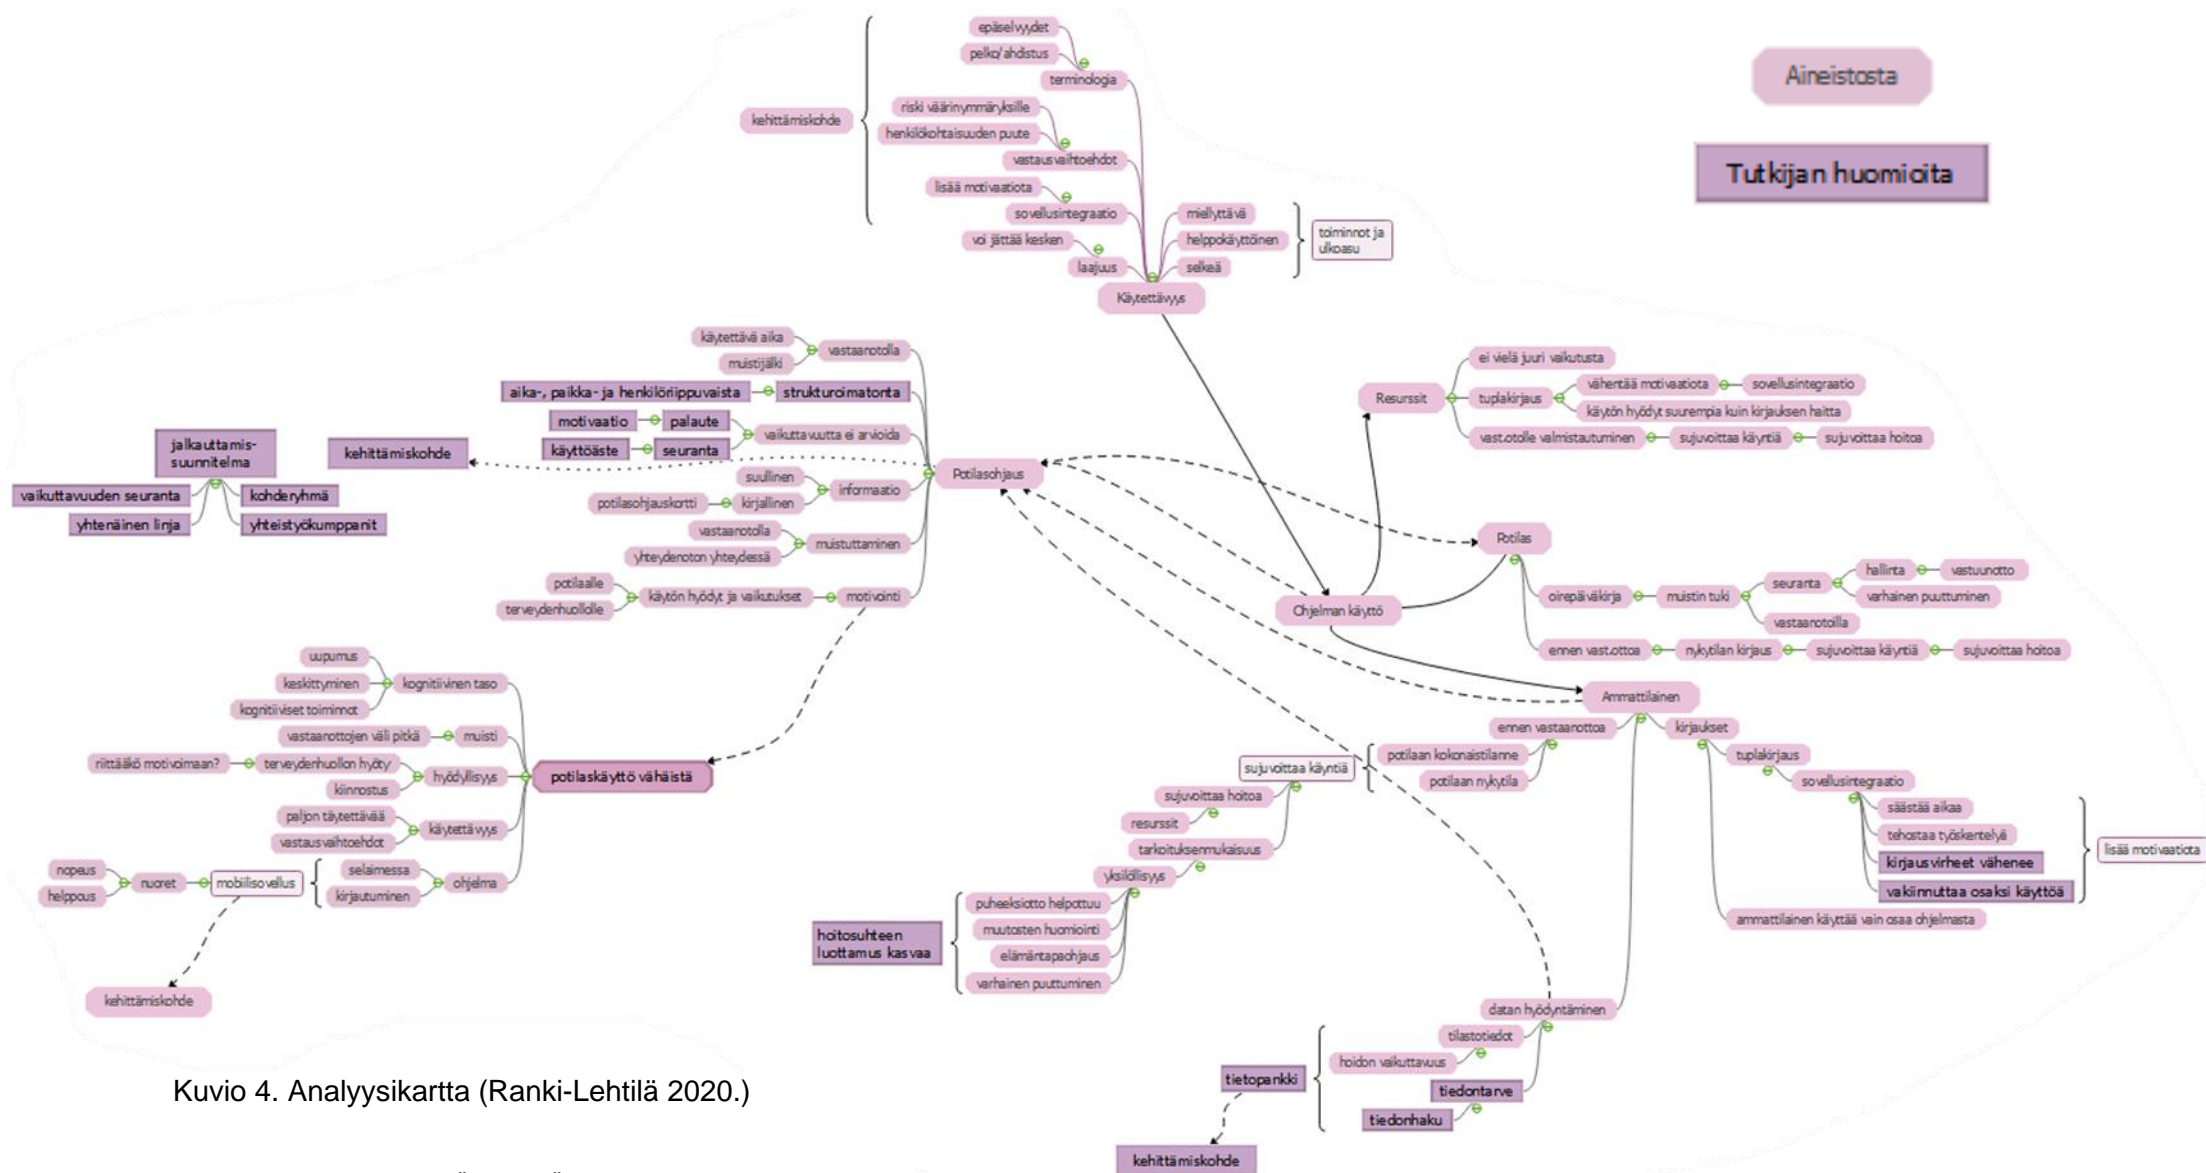 epäselvyydet
pelko/ahdistus
terminologia
riski väärinymmäryksille
henkilökohtaisuuden puute
vastausvaihtoehdot
lisää motivaatiota
sovellusintegraatio
voi jättää kesken
laajuus
kehittämiskohde
miellyttävä
helppokäyttöinen
selkeä
toiminnot ja
ulkoasu
Käytettävyys
Aineistosta
Tutkijan huomioita
käytettävä aika
muistijälki
vastaanotolla
aika-, paikka- ja henkilöriippuvaista
strukturoimatonta
motivaatio
palaute
käyttöaste
seuranta
vaikuttavuutta ei arvioida
suullinen
potilasohjauskortti
kirjallinen
informaatio
vastaanotolla
yhteydenoton yhteydessä
muistuttaminen
potilaalle
terveydenhuollolle
käytön hyödyt ja vaikutukset
motivointi
Potilasohjaus
kehittämiskohde
jalkauttamis-
suunnitelma
vaikuttavuuden seuranta
kohderyhmä
yhtenäinen linja
yhteistyökumppanit
Resurssit
ei vielä juuri vaikutusta
tuplakirjaus
vähentää motivaatiota
sovellusintegraatio
käytön hyödyt suurempia kuin kirjauksen haitta
vast.otolle valmistautuminen
sujuvoittaa käyntiä
sujuvoittaa hoitoa
Potilas
oirepäiväkirja
muistin tuki
seuranta
hallinta
vastuunotto
varhainen puuttuminen
vastaanotoilla
ennen vast.ottoa
nykytilan kirjaus
sujuvoittaa käyntiä
sujuvoittaa hoitoa
Ohjelman käyttö
Ammattilainen
ennen vastaanottoa
potilaan kokonaistilanne
potilaan nykytila
sujuvoittaa käyntiä
sujuvoittaa hoitoa
resurssit
tarkoituksenmukaisuus
yksilöllisyys
puheeksiotto helpottuu
muutosten huomiointi
elämäntapaohjaus
varhainen puuttuminen
hoitosuhteen
luottamus kasvaa
kirjaukset
tuplakirjaus
sovellusintegraatio
säästää aikaa
tehostaa työskentelyä
kirjausvirheet vähenee
vakiinnuttaa osaksi käyttöä
lisää motivaatiota
ammattilainen käyttää vain osaa ohjelmasta
datan hyödyntäminen
tilastotiedot
hoidon vaikuttavuus
tiedontarve
tiedonhaku
tietopankki
kehittämiskohde
uupumus
keskittyminen
kognitiiviset toiminnot
kognitiivinen taso
vastaanottojen väli pitkä
muisti
riittääkö motivoimaan?
terveydenhuollon hyöty
kiinnostus
hyödyllisyys
paljon täytettävää
vastausvaihtoehdot
käytettävyys
selaimessa
kirjautuminen
ohjelma
potilaskäyttö vähäistä
nopeus
helppous
nuoret
mobiilisovellus
kehittämiskohde
Kuvio 4. Analyysikartta (Ranki-Lehtilä 2020.)